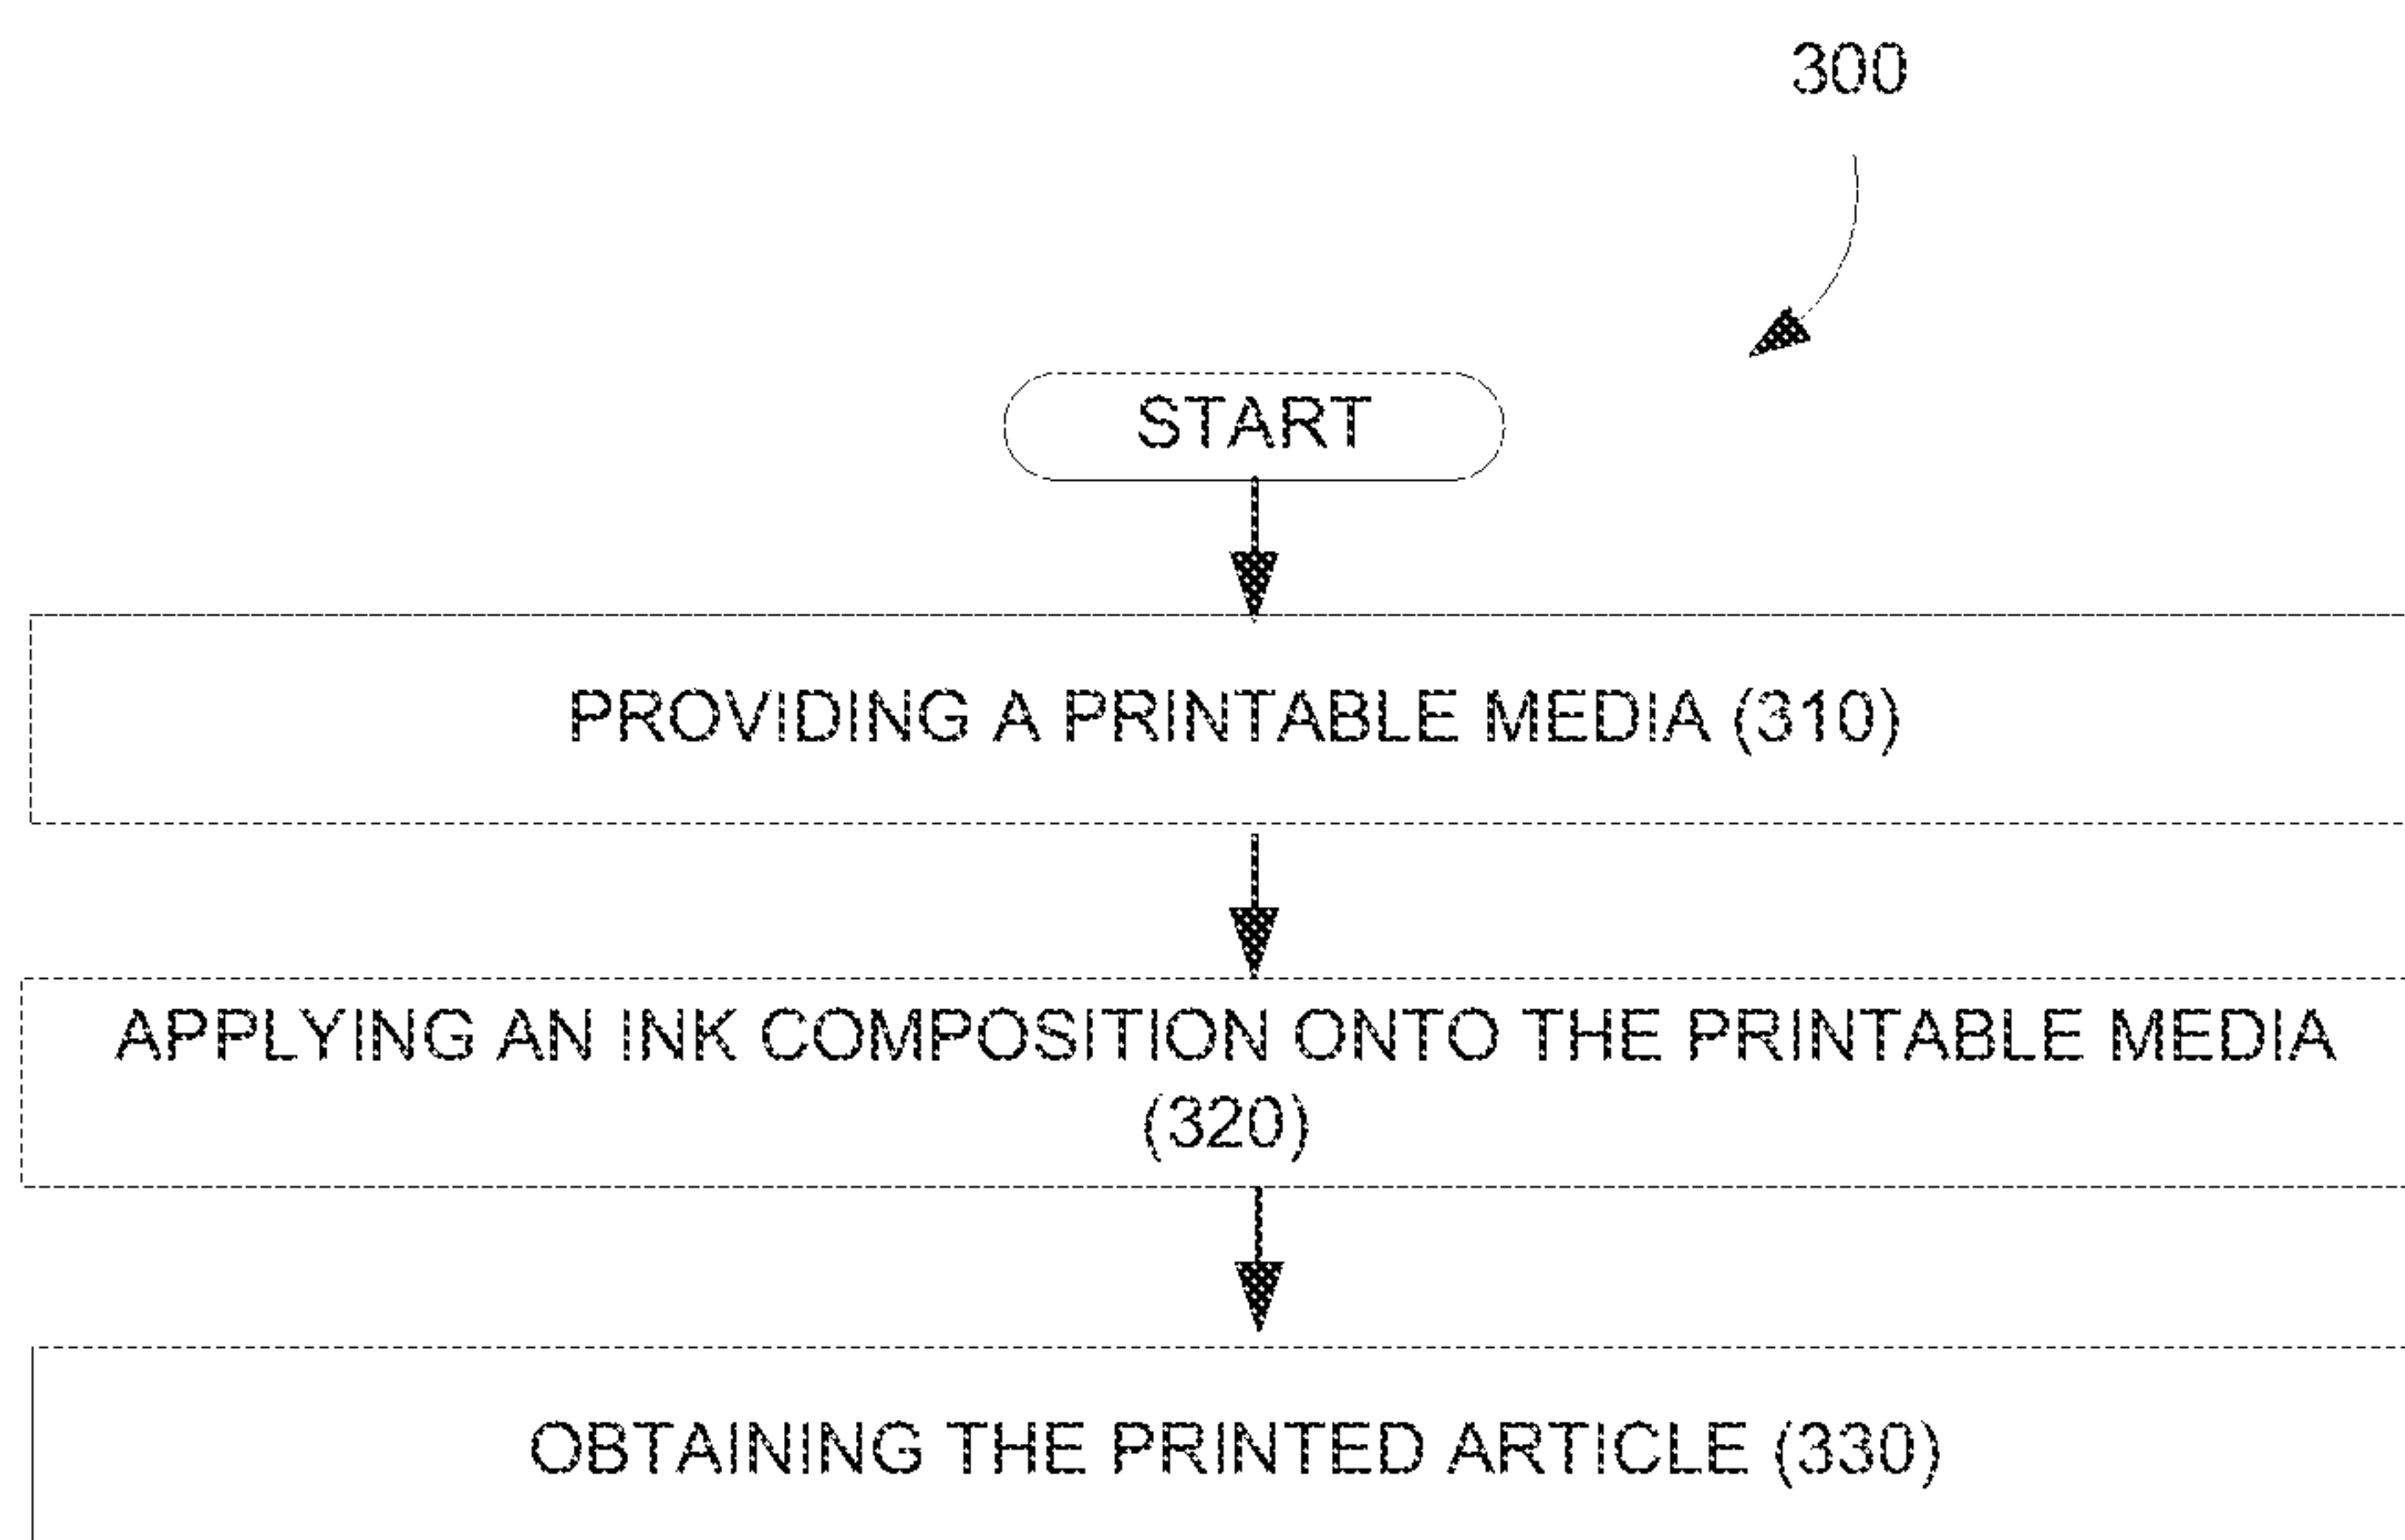 300
START
PROVIDING A PRINTABLE MEDIA (310)
APPLYING AN INK COMPOSITION ONTO THE PRINTABLE MEDIA
(320)
OBTAINING THE PRINTED ARTICLE (330)